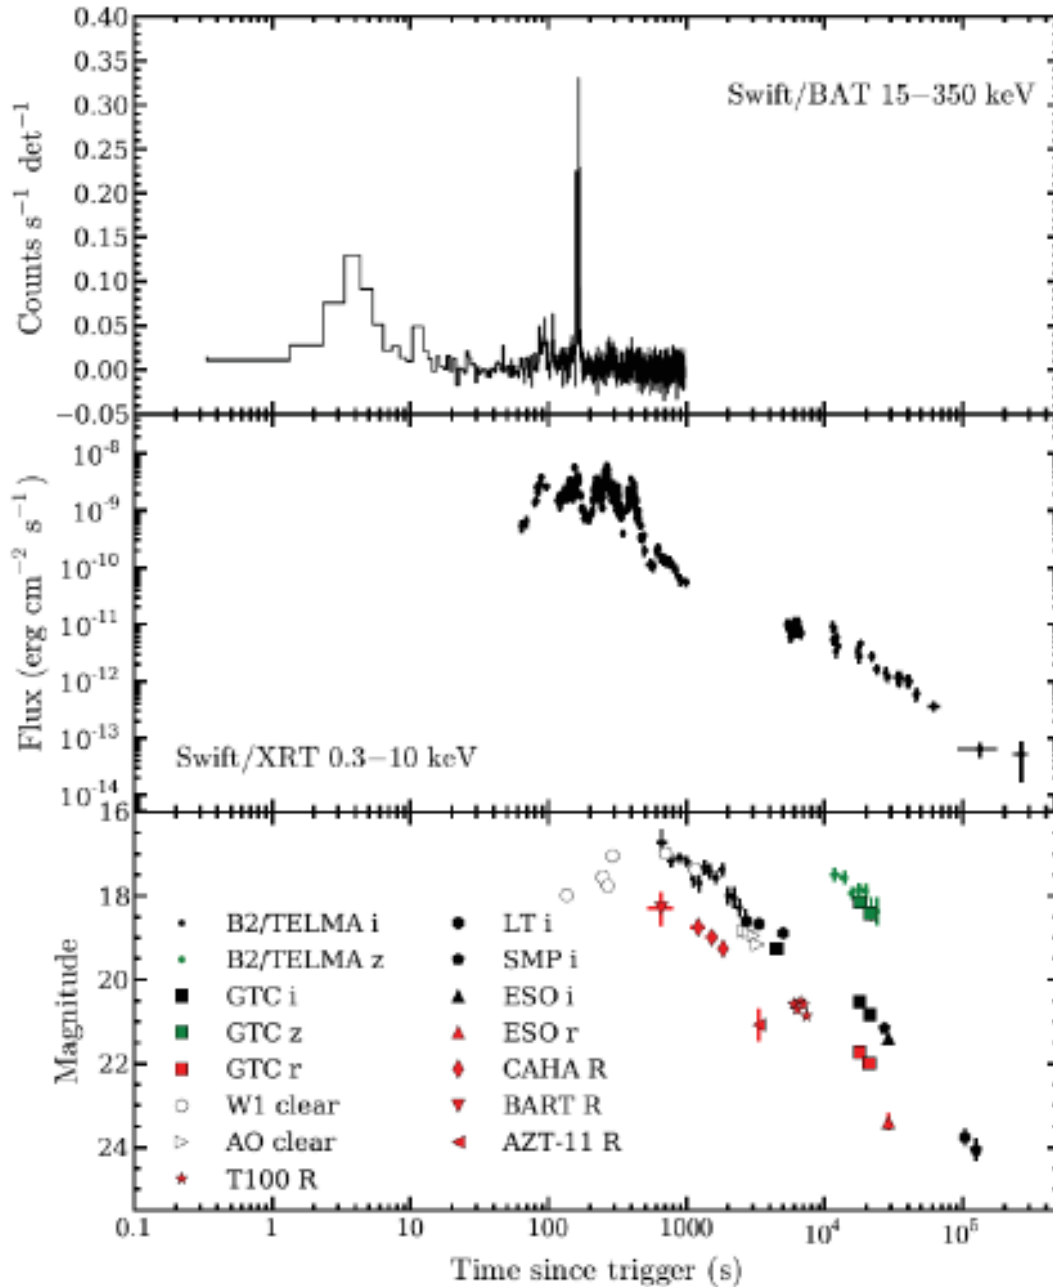 0.40
0.35
0.30
0.25
0.20
0.15
0.10
0.05
0.00
−0.05
Counts s⁻¹ det⁻¹
Swift/BAT 15−350 keV
10⁻⁸
10⁻⁹
10⁻¹⁰
10⁻¹¹
10⁻¹²
10⁻¹³
10⁻¹⁴
Flux (erg cm⁻² s⁻¹)
Swift/XRT 0.3−10 keV
16
18
20
22
24
Magnitude
B2/TELMA i
B2/TELMA z
GTC i
GTC z
GTC r
W1 clear
AO clear
T100 R
LT i
SMP i
ESO i
ESO r
CAHA R
BART R
AZT-11 R
0.1 1 10 100 1000 10⁴ 10⁵
Time since trigger (s)